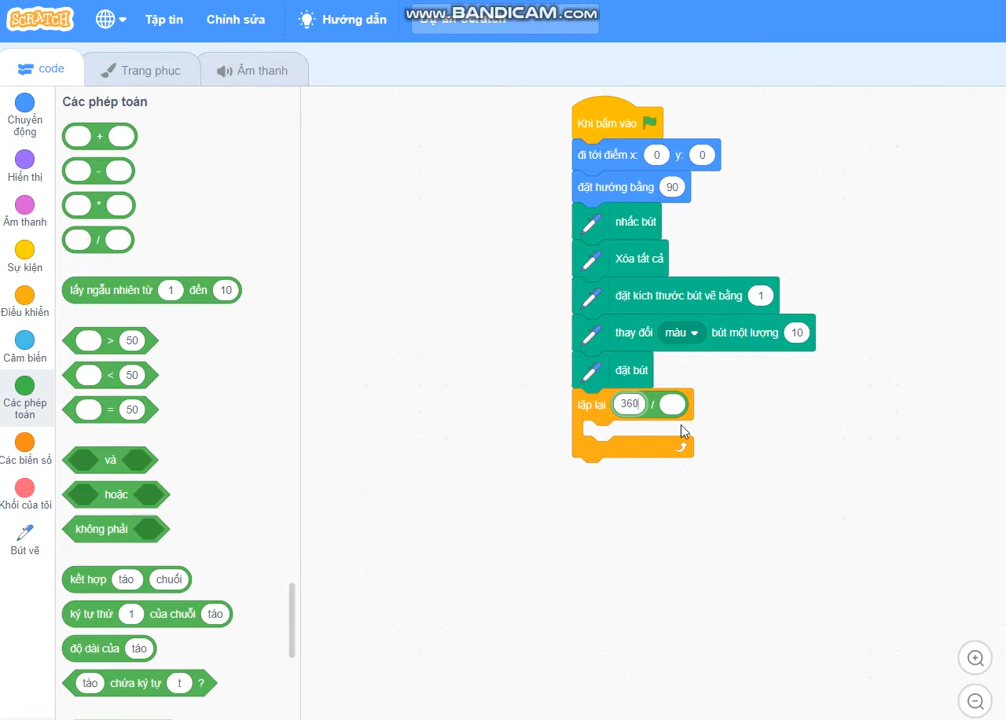 SCRATCH Tập tin Chỉnh sửa Hướng dẫn
www.BANDICAM.com
code Trang phục Âm thanh
Chuyển động
Hiển thị
Âm thanh
Sự kiện
Điều khiển
Cảm biến
Các phép toán
Các biến số
Khối của tôi
Bút vẽ
Các phép toán
+
-
*
/
lấy ngẫu nhiên từ 1 đến 10
> 50
< 50
= 50
và
hoặc
không phải
kết hợp táo chuối
ký tự thứ 1 của chuỗi táo
độ dài của táo
táo chứa ký tự t ?
Khi bấm vào
đi tới điểm x: 0 y: 0
đặt hướng bằng 90
nhấc bút
Xóa tất cả
đặt kích thước bút vẽ bằng 1
thay đổi màu bút một lượng 10
đặt bút
lặp lại 360 /